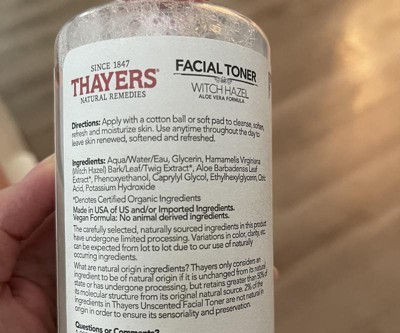 SINCE 1847
THAYERS®
NATURAL REMEDIES
FACIAL TONER
WITCH HAZEL
ALOE VERA FORMULA
Directions: Apply with a cotton ball or soft pad to cleanse, soften,
refresh and moisturize skin. Use anytime throughout the day to
leave skin renewed, softened and refreshed.
Ingredients: Aqua/Water/Eau, Glycerin, Hamamelis Virginiana
(Witch Hazel) Bark/Leaf/Twig Extract*, Aloe Barbadensis Leaf
Extract*, Phenoxyethanol, Caprylyl Glycol, Ethylhexylglycerin, Citric
Acid, Potassium Hydroxide
*Denotes Certified Organic Ingredients
Made in USA of US and/or Imported Ingredients.
Vegan Formula: No animal derived ingredients.
The carefully selected, naturally sourced ingredients in this product
have undergone limited processing. Variations in color, clarity, etc.
can be expected from lot to lot due to our use of naturally
occurring ingredients.
What are natural origin ingredients? Thayers only considers an
ingredient to be of natural origin if it is unchanged from its natural
state or has undergone processing, but retains greater than 50% of
its molecular structure from its original natural source. 2% of the
ingredients in Thayers Unscented Facial Toner are not natural in
origin in order to ensure its sensoriality and preservation
Questions or Comments?